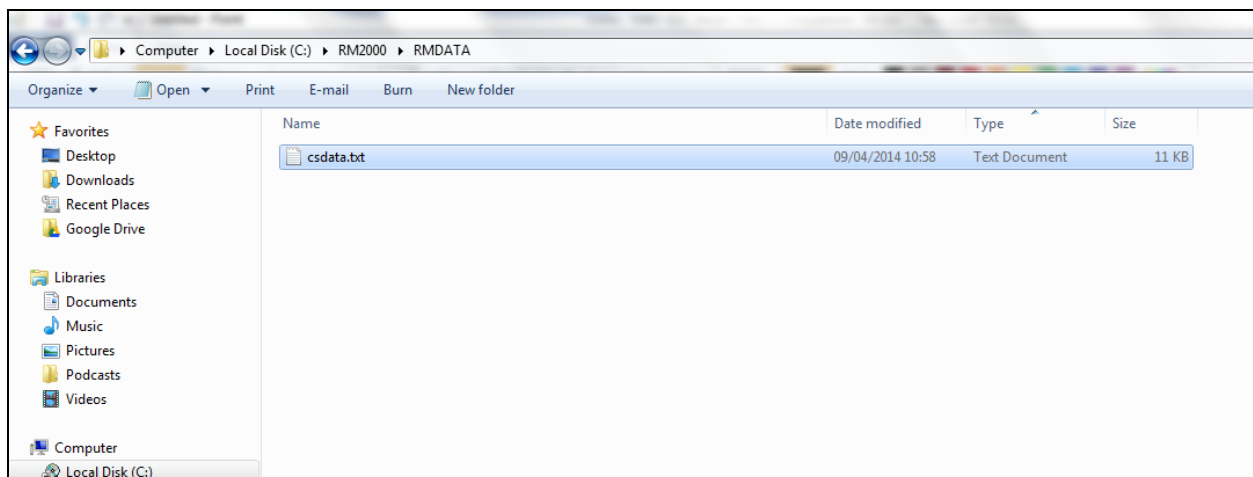 Computer ▸ Local Disk (C:) ▸ RM2000 ▸ RMDATA
Organize Open Print E-mail Burn New folder
Name Date modified Type Size
csdata.txt 09/04/2014 10:58 Text Document 11 KB
Favorites
Desktop
Downloads
Recent Places
Google Drive
Libraries
Documents
Music
Pictures
Podcasts
Videos
Computer
Local Disk (C:)